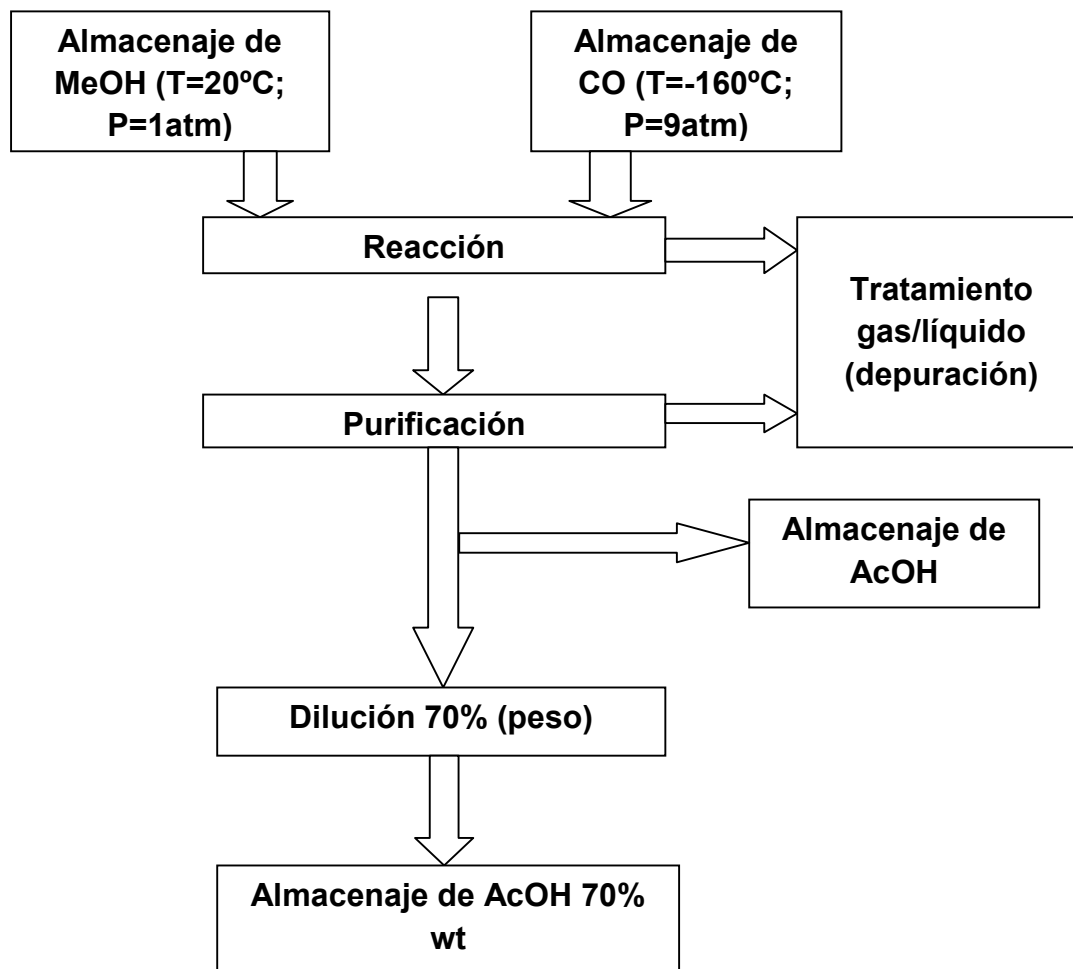 Almacenaje de
MeOH (T=20ºC;
P=1atm)
Almacenaje de
CO (T=-160ºC;
P=9atm)
Reacción
Tratamiento
gas/líquido
(depuración)
Purificación
Almacenaje de
AcOH
Dilución 70% (peso)
Almacenaje de AcOH 70%
wt